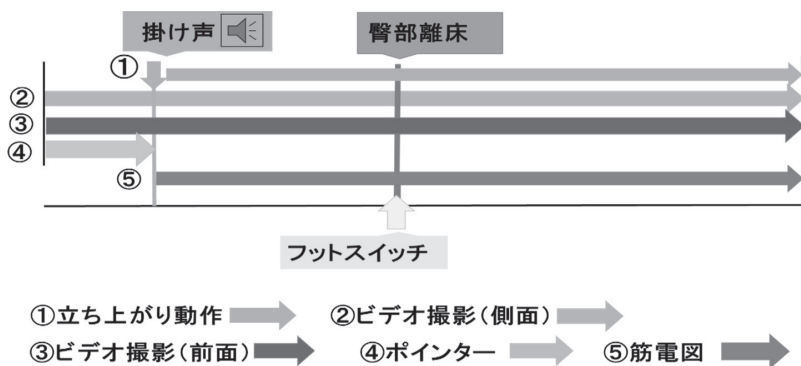 掛け声
臀部離床
①
②
③
④
⑤
フットスイッチ
①立ち上がり動作 ②ビデオ撮影(側面)
③ビデオ撮影(前面) ④ポインター ⑤筋電図